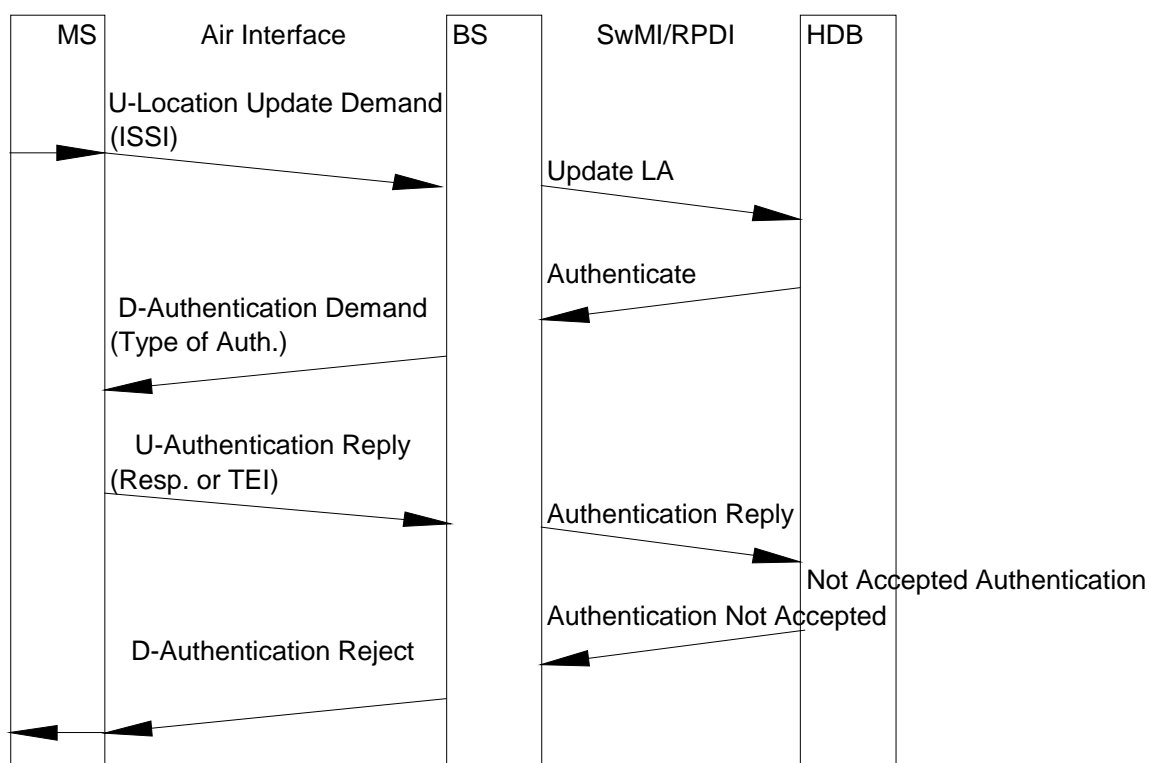 MS
Air Interface
BS
SwMI/RPDI
HDB
U-Location Update Demand
(ISSI)
Update LA
Authenticate
D-Authentication Demand
(Type of Auth.)
U-Authentication Reply
(Resp. or TEI)
Authentication Reply
Not Accepted Authentication
Authentication Not Accepted
D-Authentication Reject